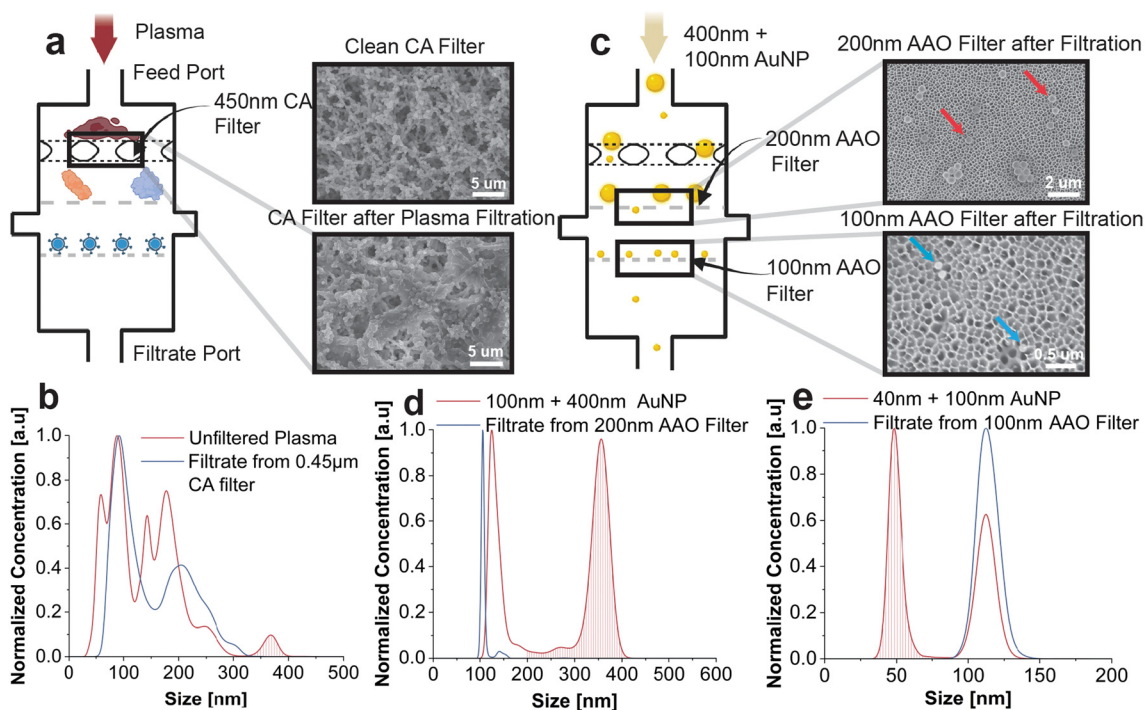 a
Plasma
Feed Port
450nm CA
Filter
Clean CA Filter
5 um
CA Filter after Plasma Filtration
5 um
Filtrate Port
c
400nm +
100nm AuNP
200nm AAO Filter after Filtration
200nm AAO
Filter
2 um
100nm AAO Filter after Filtration
100nm AAO
Filter
0.5 um
b
Unfiltered Plasma
Filtrate from 0.45µm
CA filter
Normalized Concentration [a.u]
1.0
0.8
0.6
0.4
0.2
0.0
0 100 200 300 400 500
Size [nm]
d
100nm + 400nm AuNP
Filtrate from 200nm AAO Filter
Normalized Concentration [a.u]
1.0
0.8
0.6
0.4
0.2
0.0
0 100 200 300 400 500 600
Size [nm]
e
40nm + 100nm AuNP
Filtrate from 100nm AAO Filter
Normalized Concentration [a.u]
1.0
0.8
0.6
0.4
0.2
0.0
0 50 100 150 200
Size [nm]